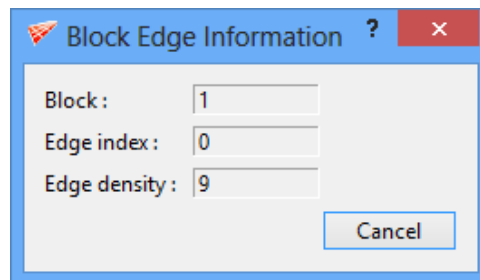 Block Edge Information ? ×
Block : 1
Edge index : 0
Edge density : 9
Cancel